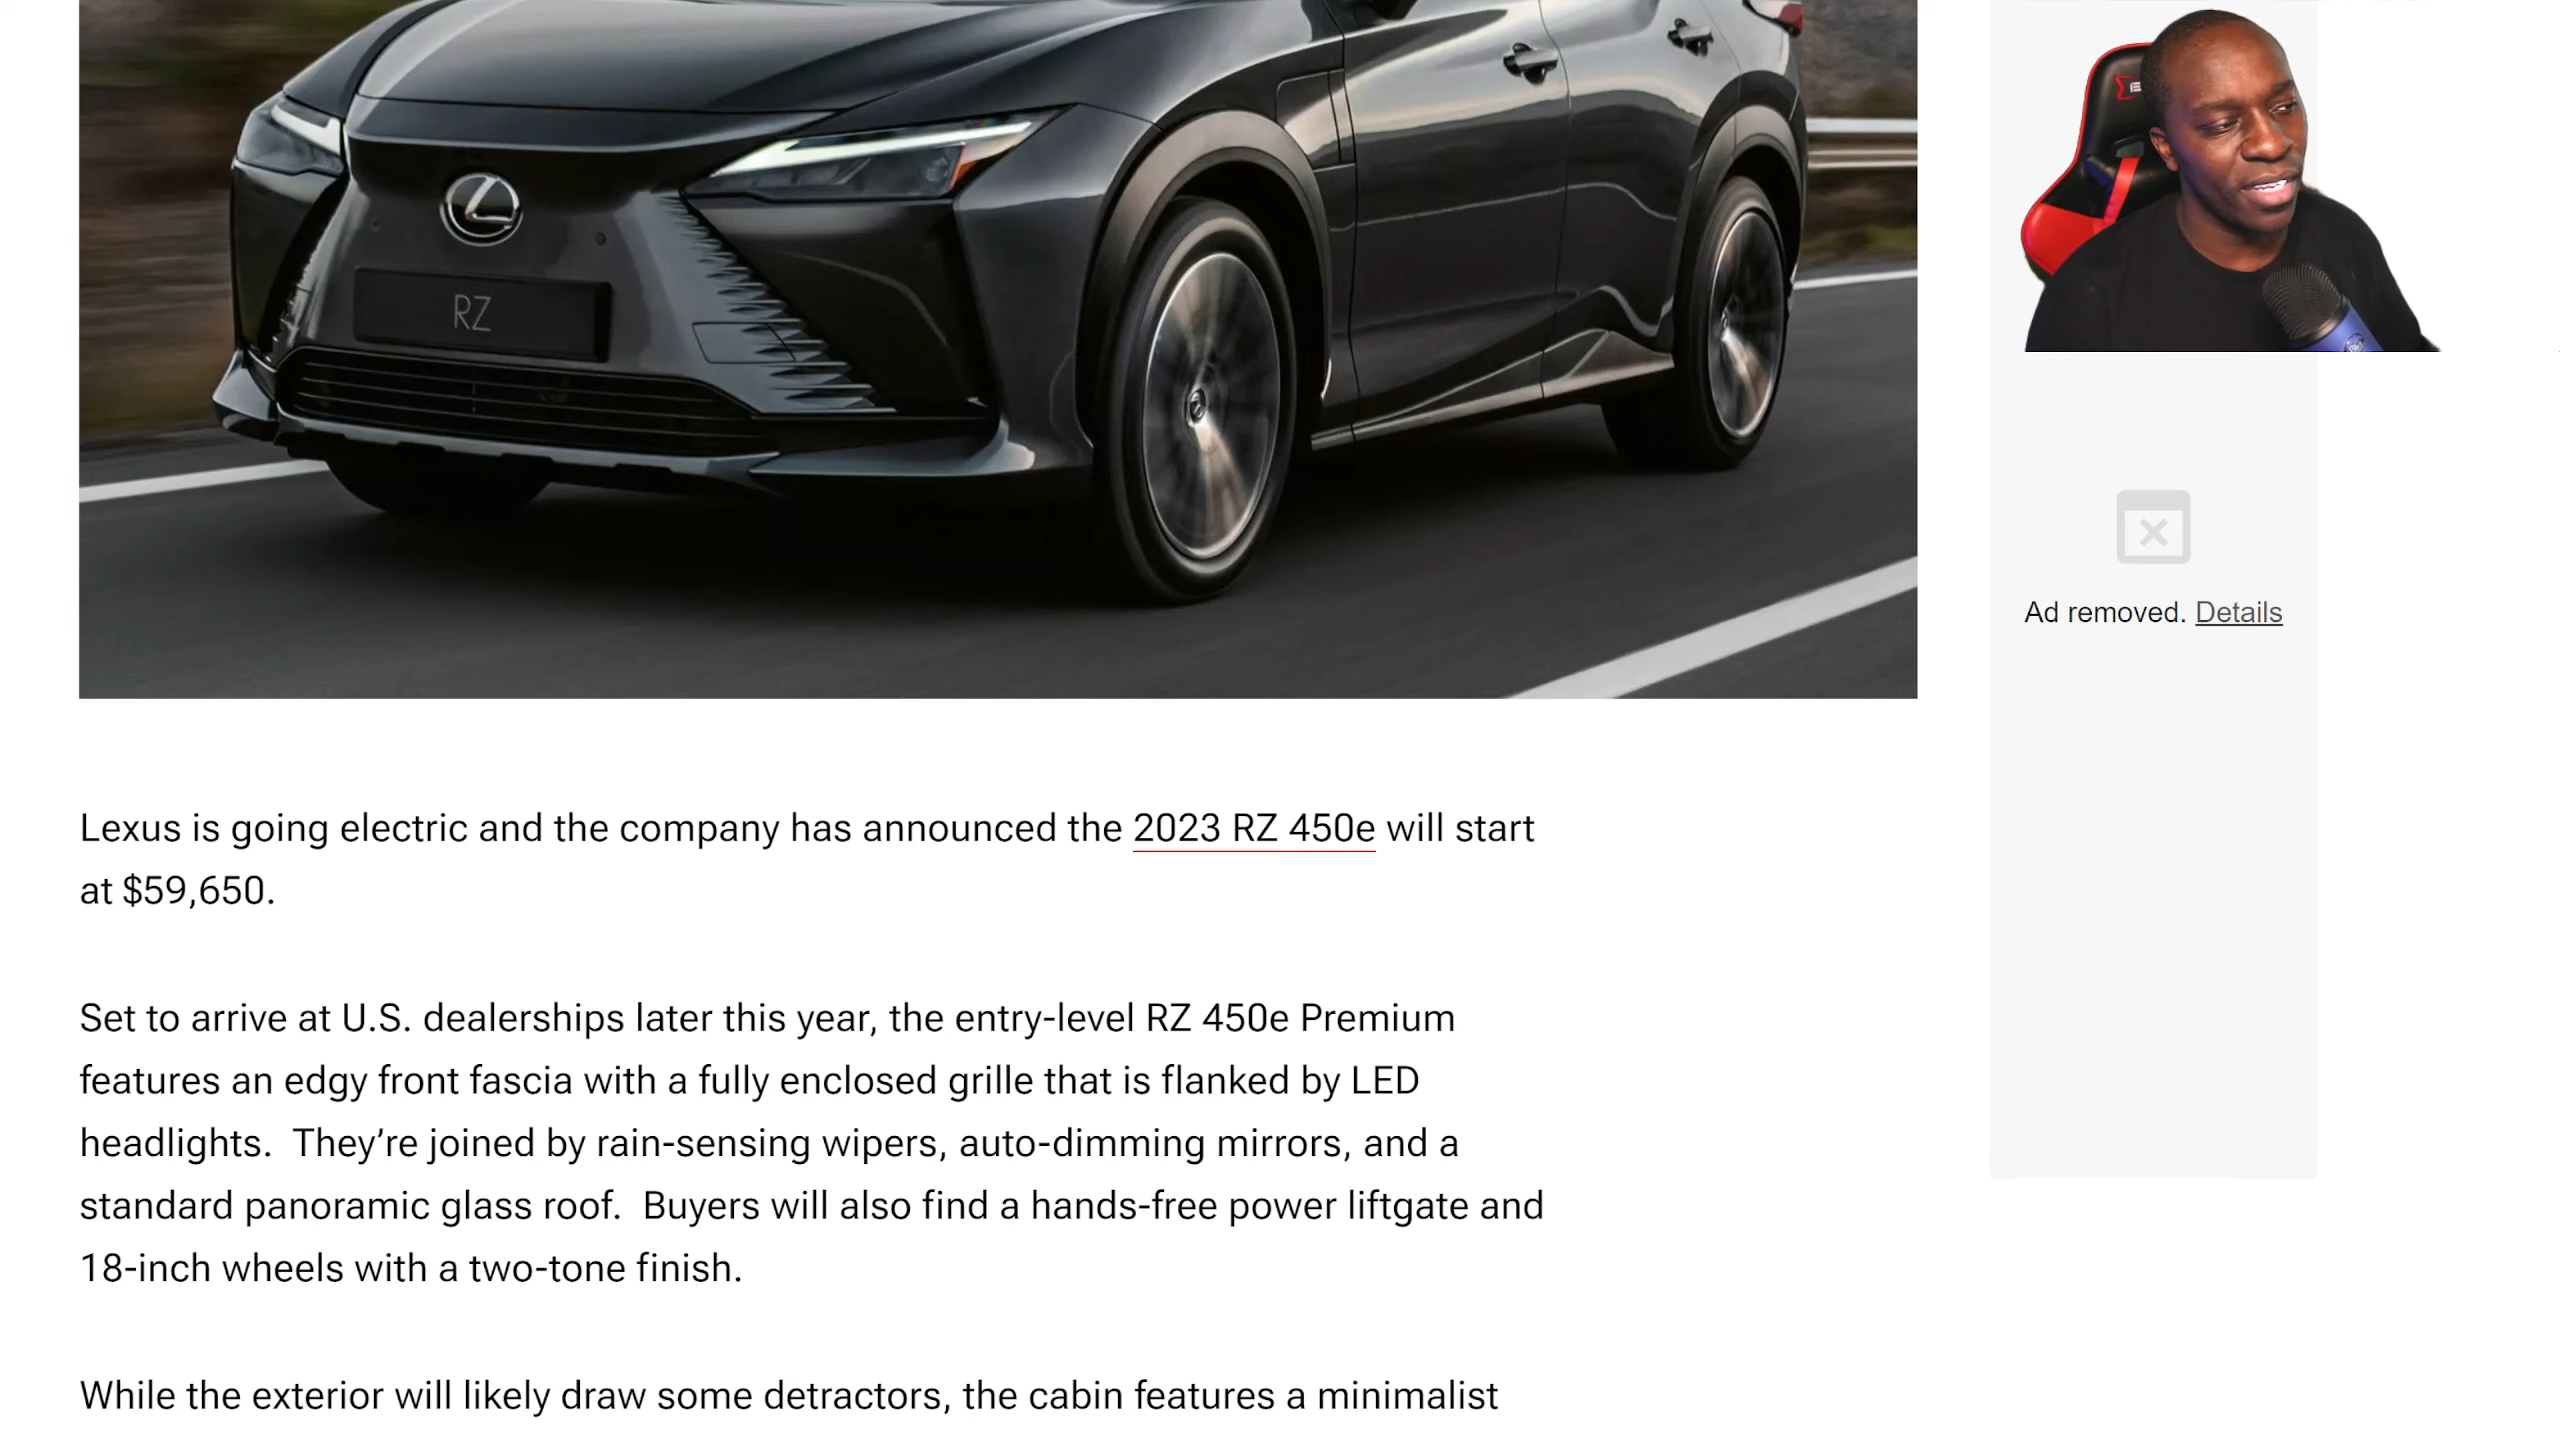 RZ
Ad removed. Details
Lexus is going electric and the company has announced the 2023 RZ 450e will start
at $59,650.
Set to arrive at U.S. dealerships later this year, the entry-level RZ 450e Premium
features an edgy front fascia with a fully enclosed grille that is flanked by LED
headlights.  They’re joined by rain-sensing wipers, auto-dimming mirrors, and a
standard panoramic glass roof.  Buyers will also find a hands-free power liftgate and
18-inch wheels with a two-tone finish.
While the exterior will likely draw some detractors, the cabin features a minimalist